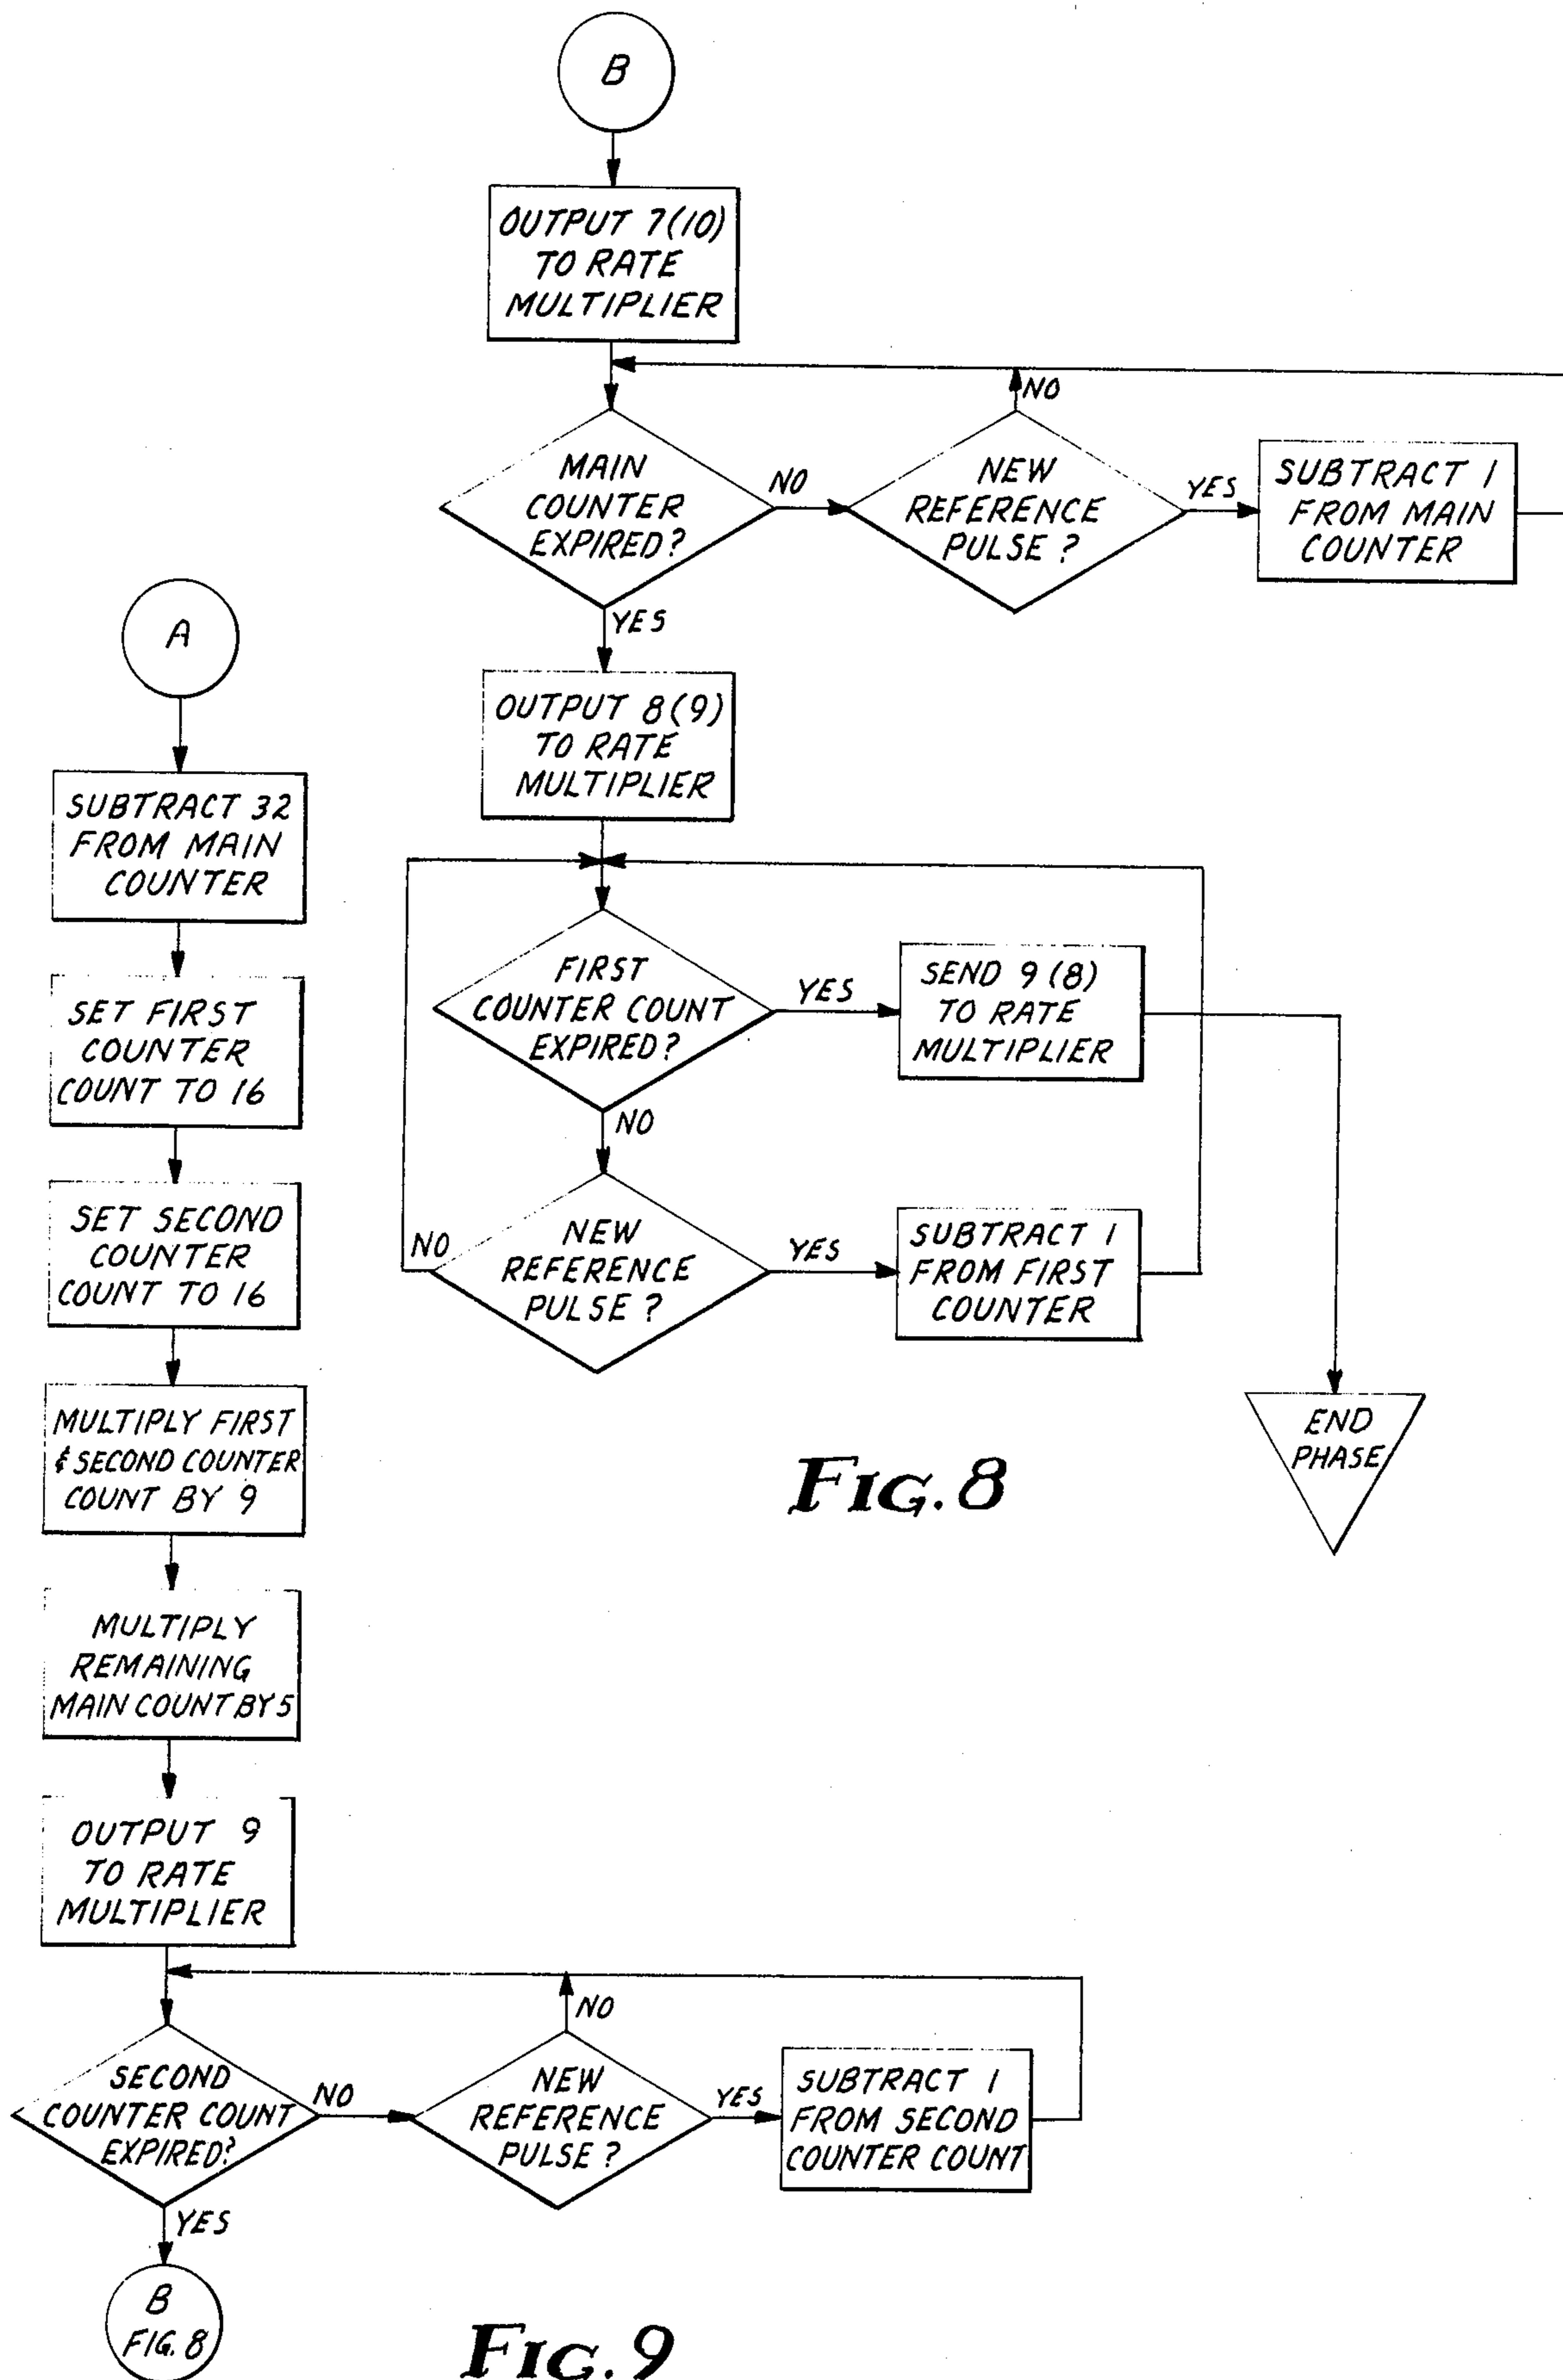 B
OUTPUT 7(10)
TO RATE
MULTIPLIER
MAIN
COUNTER
EXPIRED?
NO
NEW
REFERENCE
PULSE?
NO
YES
SUBTRACT 1
FROM MAIN
COUNTER
YES
OUTPUT 8(9)
TO RATE
MULTIPLIER
FIRST
COUNTER COUNT
EXPIRED?
YES
SEND 9(8)
TO RATE
MULTIPLIER
NO
NEW
REFERENCE
PULSE?
NO
YES
SUBTRACT 1
FROM FIRST
COUNTER
END
PHASE
FIG. 8
A
SUBTRACT 32
FROM MAIN
COUNTER
SET FIRST
COUNTER
COUNT TO 16
SET SECOND
COUNTER
COUNT TO 16
MULTIPLY FIRST
& SECOND COUNTER
COUNT BY 9
MULTIPLY
REMAINING
MAIN COUNT BY 5
OUTPUT 9
TO RATE
MULTIPLIER
SECOND
COUNTER COUNT
EXPIRED?
NO
NEW
REFERENCE
PULSE?
NO
YES
SUBTRACT 1
FROM SECOND
COUNTER COUNT
YES
B
FIG. 8
FIG. 9